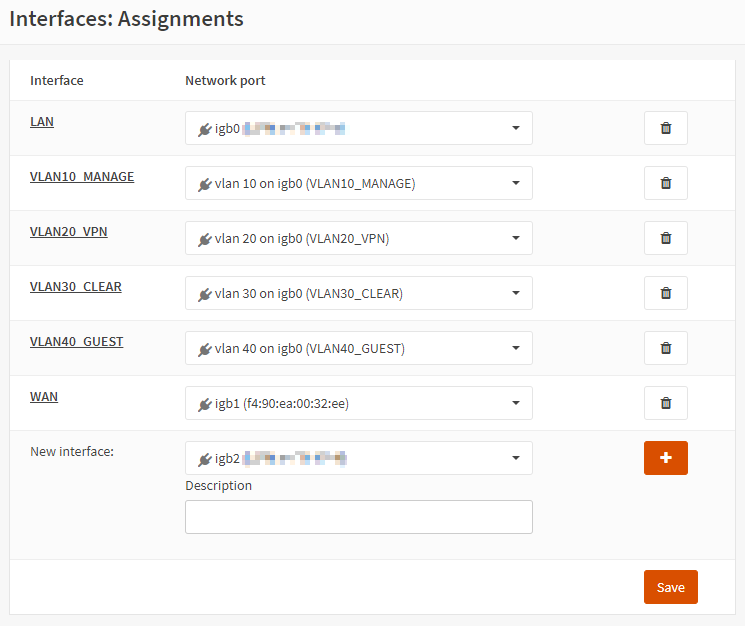 Interfaces: Assignments
Interface Network port
LAN igb0
VLAN10_MANAGE vlan 10 on igb0 (VLAN10_MANAGE)
VLAN20_VPN vlan 20 on igb0 (VLAN20_VPN)
VLAN30_CLEAR vlan 30 on igb0 (VLAN30_CLEAR)
VLAN40_GUEST vlan 40 on igb0 (VLAN40_GUEST)
WAN igb1 (f4:90:ea:00:32:ee)
New interface: igb2
Description
Save